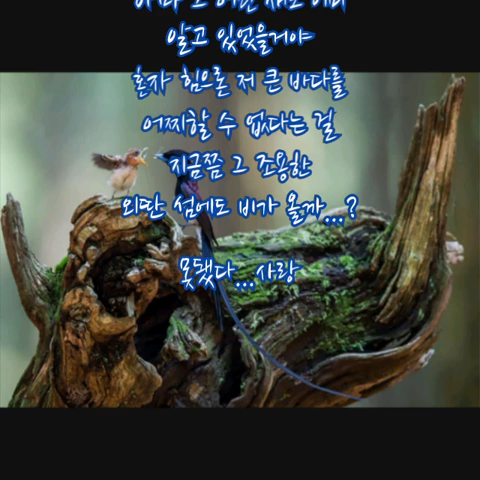 알고 있었을거야
혼자 힘으론 저 큰 바다를
어찌할 수 없다는 걸
지금쯤 그 조용한
외딴 섬에도 비가 올까...?
못됐다...사랑